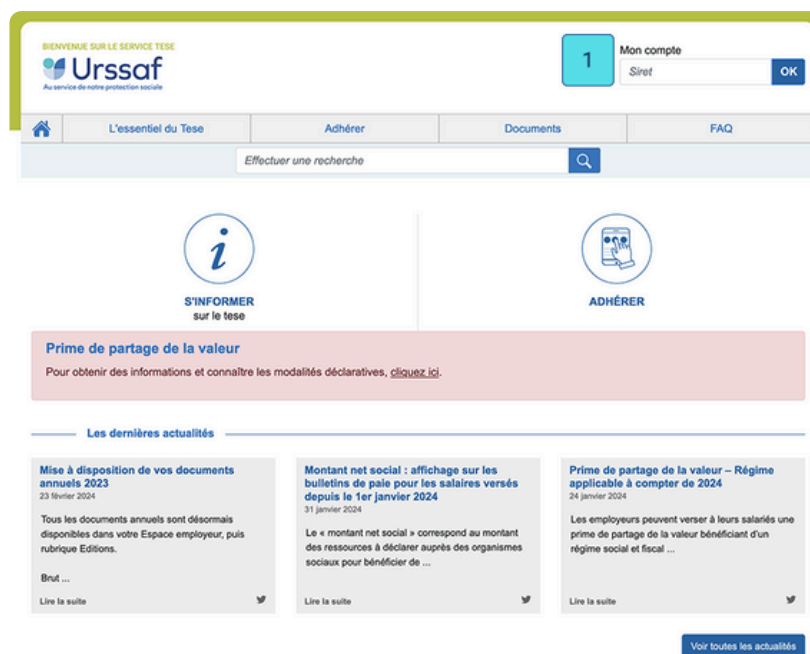 BIENVENUE SUR LE SERVICE TESE
Urssaf
Au service de notre protection sociale
1
Mon compte
Siret
OK
L'essentiel du Tese
Adhérer
Documents
FAQ
Effectuer une recherche
S'INFORMER
sur le tese
ADHÉRER
Prime de partage de la valeur
Pour obtenir des informations et connaître les modalités déclaratives, cliquez ici.
Les dernières actualités
Mise à disposition de vos documents
annuels 2023
23 février 2024
Tous les documents annuels sont désormais
disponibles dans votre Espace employeur, puis
rubrique Editions.
Brut ...
Lire la suite
Montant net social : affichage sur les
bulletins de paie pour les salaires versés
depuis le 1er janvier 2024
31 janvier 2024
Le « montant net social » correspond au montant
des ressources à déclarer auprès des organismes
sociaux pour bénéficier de ...
Lire la suite
Prime de partage de la valeur – Régime
applicable à compter de 2024
24 janvier 2024
Les employeurs peuvent verser à leurs salariés une
prime de partage de la valeur bénéficiant d'un
régime social et fiscal ...
Lire la suite
Voir toutes les actualités